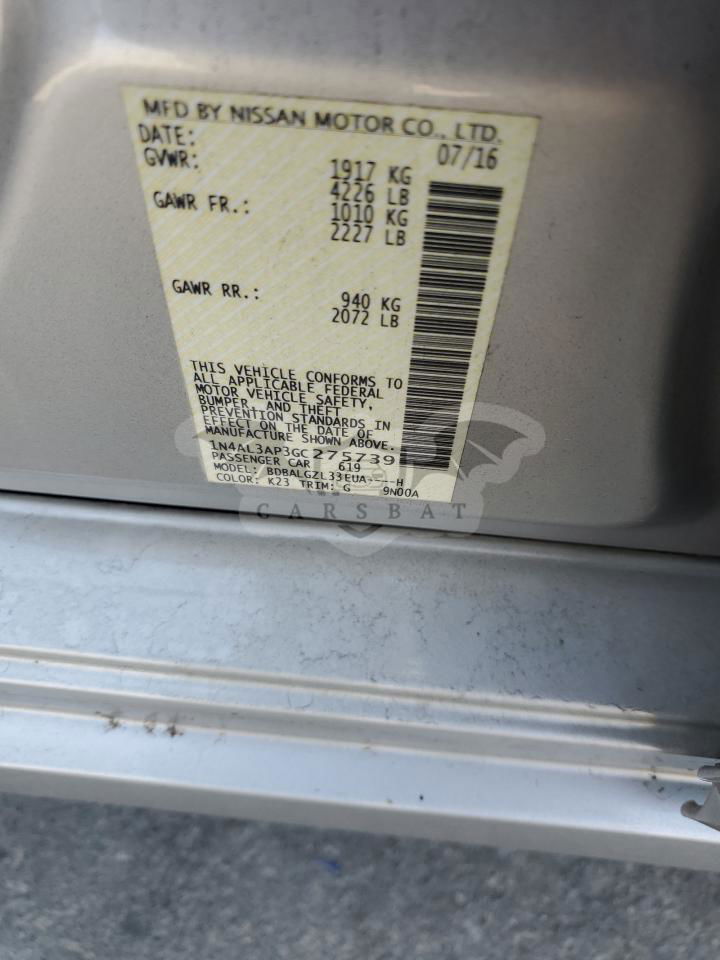 MFD BY NISSAN MOTOR CO., LTD.
DATE: 07/16
GVWR: 1917 KG
4226 LB
GAWR FR.: 1010 KG
2227 LB
GAWR RR.: 940 KG
2072 LB
THIS VEHICLE CONFORMS TO
ALL APPLICABLE FEDERAL
MOTOR VEHICLE SAFETY,
BUMPER, AND THEFT
PREVENTION STANDARDS IN
EFFECT ON THE DATE OF
MANUFACTURE SHOWN ABOVE.
1N4AL3AP3GC275739
PASSENGER CAR 619
MODEL: BDBALGZL33EUA----H
COLOR: K23 TRIM: G 9N00A
CARSBAT